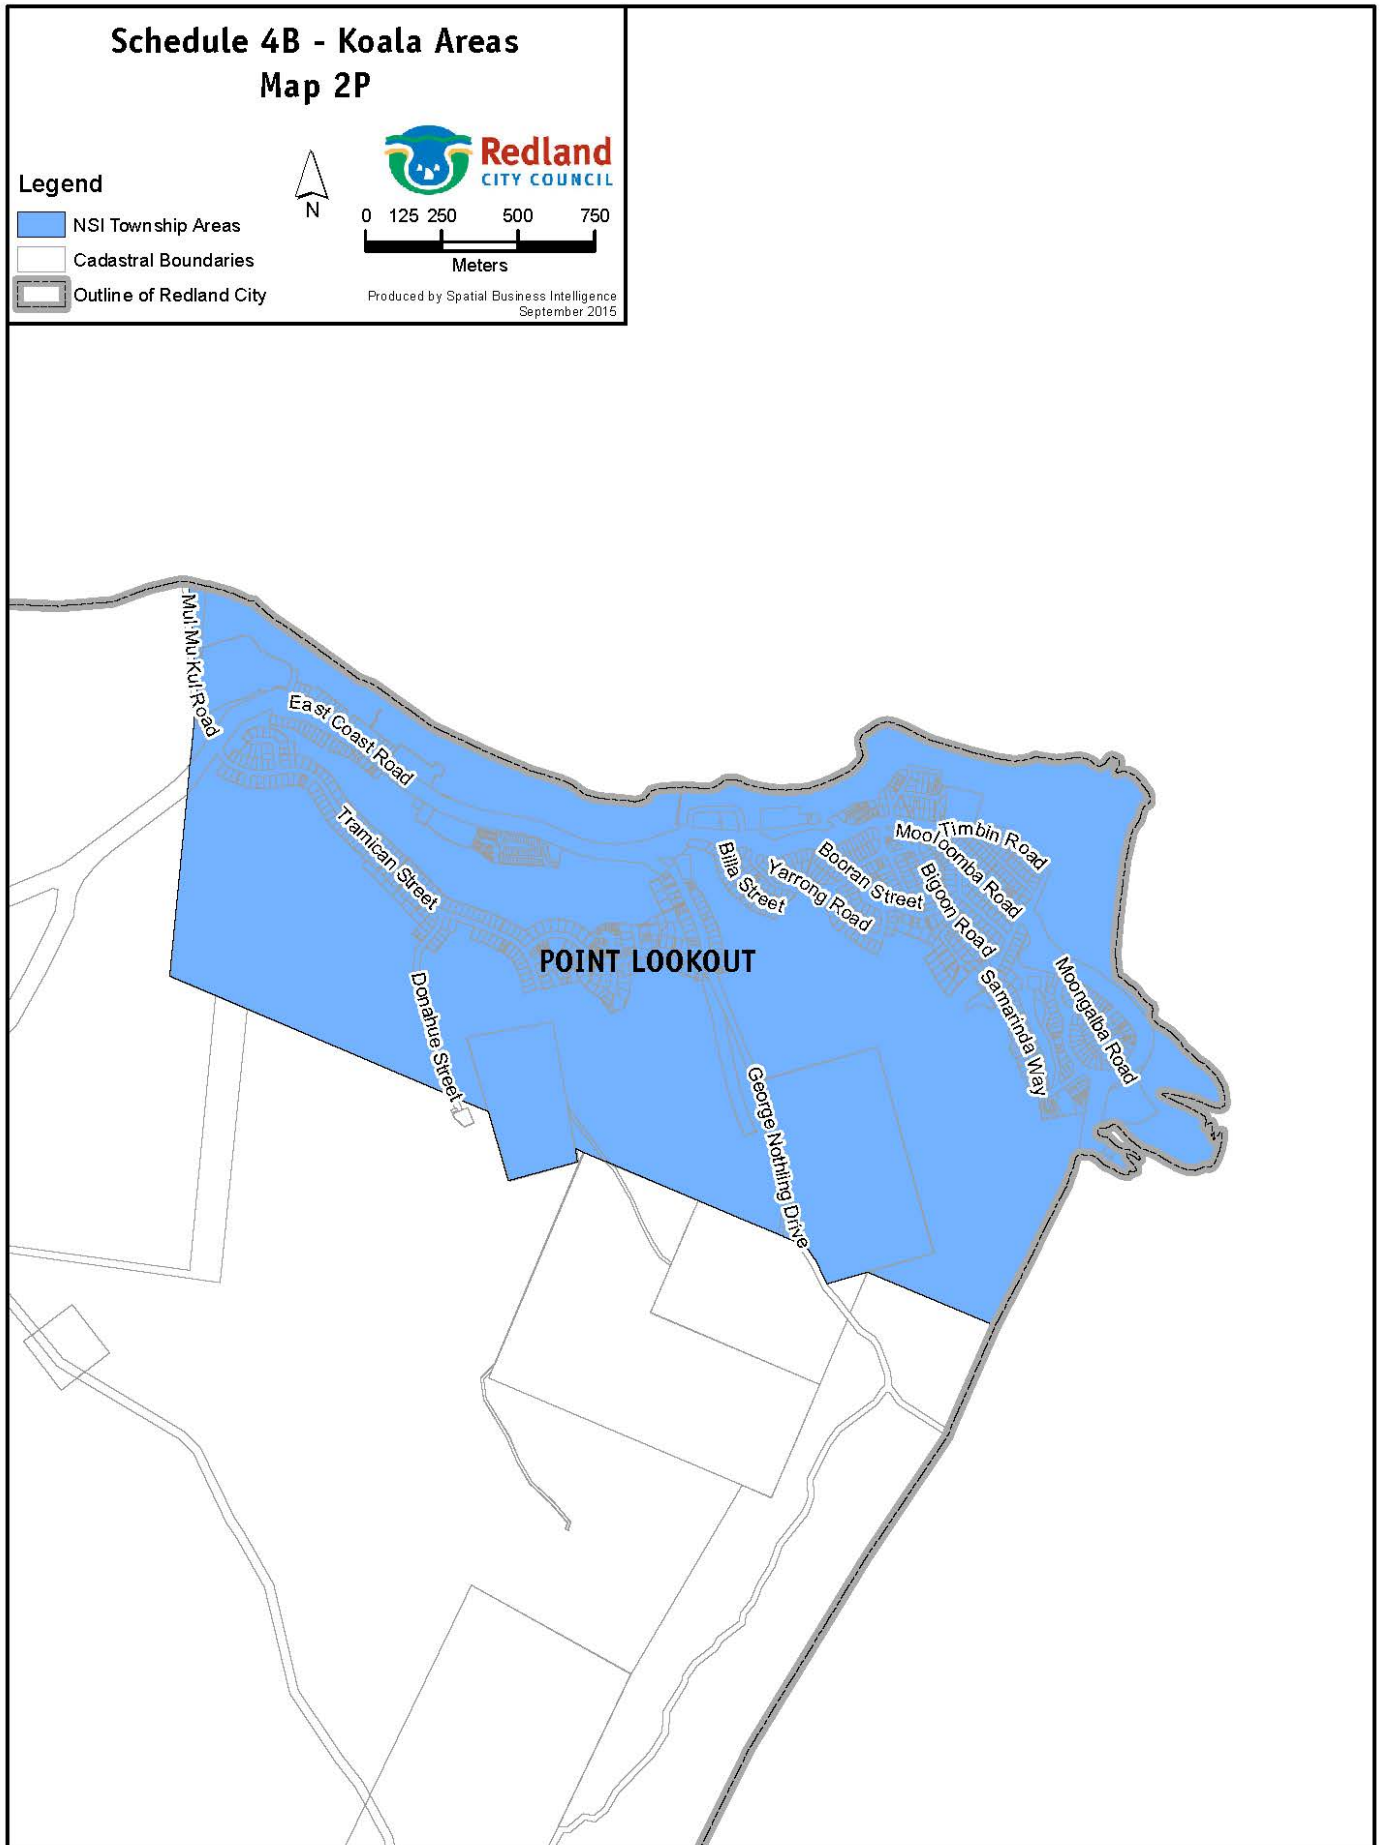 Schedule 4B - Koala Areas
Map 2P
Redland
CITY COUNCIL
Legend
N
0 125 250 500 750
Meters
NSI Township Areas
Cadastral Boundaries
Outline of Redland City
Produced by Spatial Business Intelligence
September 2015
Mul Mu Kul Road
East Coast Road
Tramican Street
Timbin Road
Mooloomba Road
Booran Street
Billa Street
Yarrong Road
Bigoon Road
POINT LOOKOUT
Donahue Street
Samarinda Way
Moongalba Road
George Nothling Drive